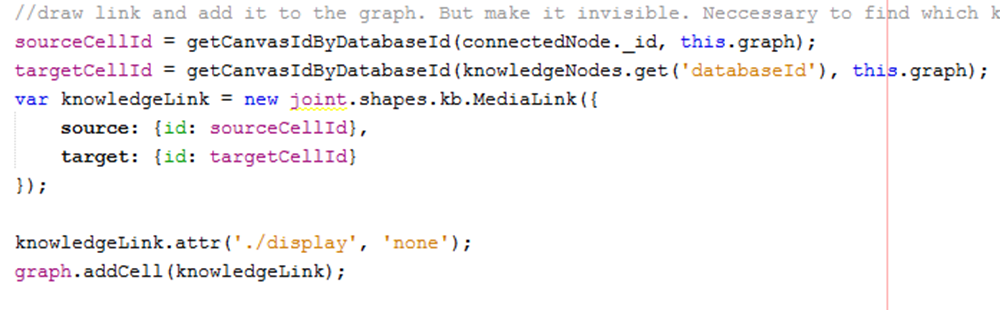 //draw link and add it to the graph. But make it invisible. Neccessary to find which k
sourceCellId = getCanvasIdByDatabaseId(connectedNode._id, this.graph);
targetCellId = getCanvasIdByDatabaseId(knowledgeNodes.get('databaseId'), this.graph);
var knowledgeLink = new joint.shapes.kb.MediaLink({
    source: {id: sourceCellId},
    target: {id: targetCellId}
});

knowledgeLink.attr('./display', 'none');
graph.addCell(knowledgeLink);